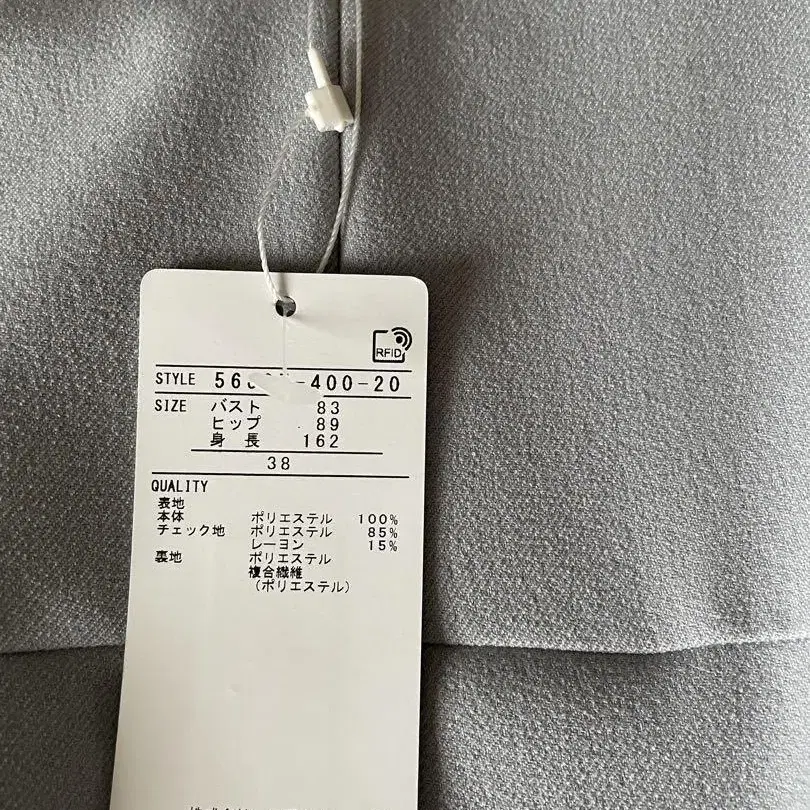 RFID
STYLE -400-20
SIZE バスト 83
ヒップ 89
身長 162
38
QUALITY
表地
本体 ポリエステル 100%
チェック地 ポリエステル 85%
レーヨン 15%
裏地 ポリエステル
複合繊維
(ポリエステル)